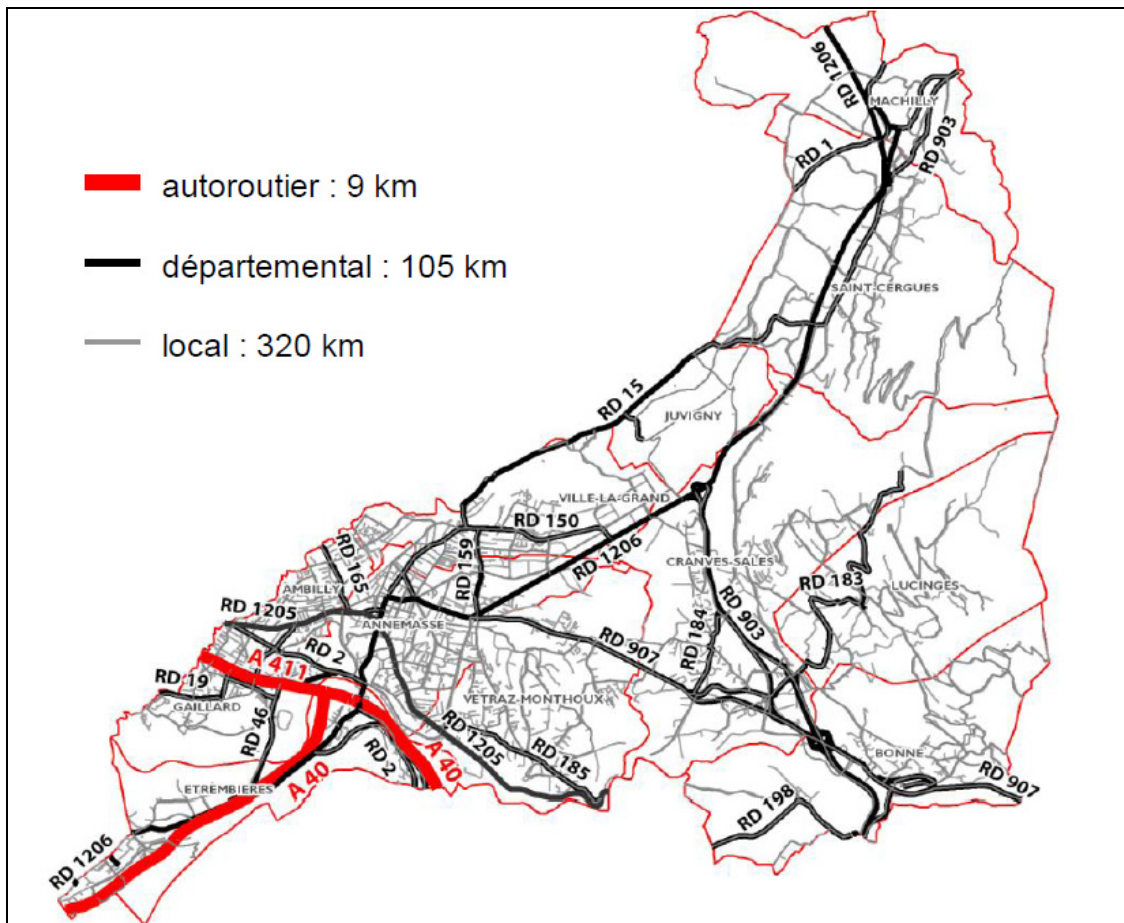 autoroutier : 9 km
départemental : 105 km
local : 320 km
RD 1206
MACHILLY
RD 903
RD 1
SAINT-CERGUES
RD 15
JUVIGNY
VILLE-LA-GRAND
RD 150
RD 1206
RD 159
RD 165
CRANVES-SALES
AMBILLY
RD 183
LUCINGES
RD 1205
ANNEMASSE
RD 184
RD 903
RD 2
RD 907
A 411
RD 19
GAILLARD
VETRAZ-MONTHOUX
RD 46
RD 1205
RD 2
A 40
RD 185
BONNE
A 40
ETREMBIERES
RD 907
RD 198
RD 1206